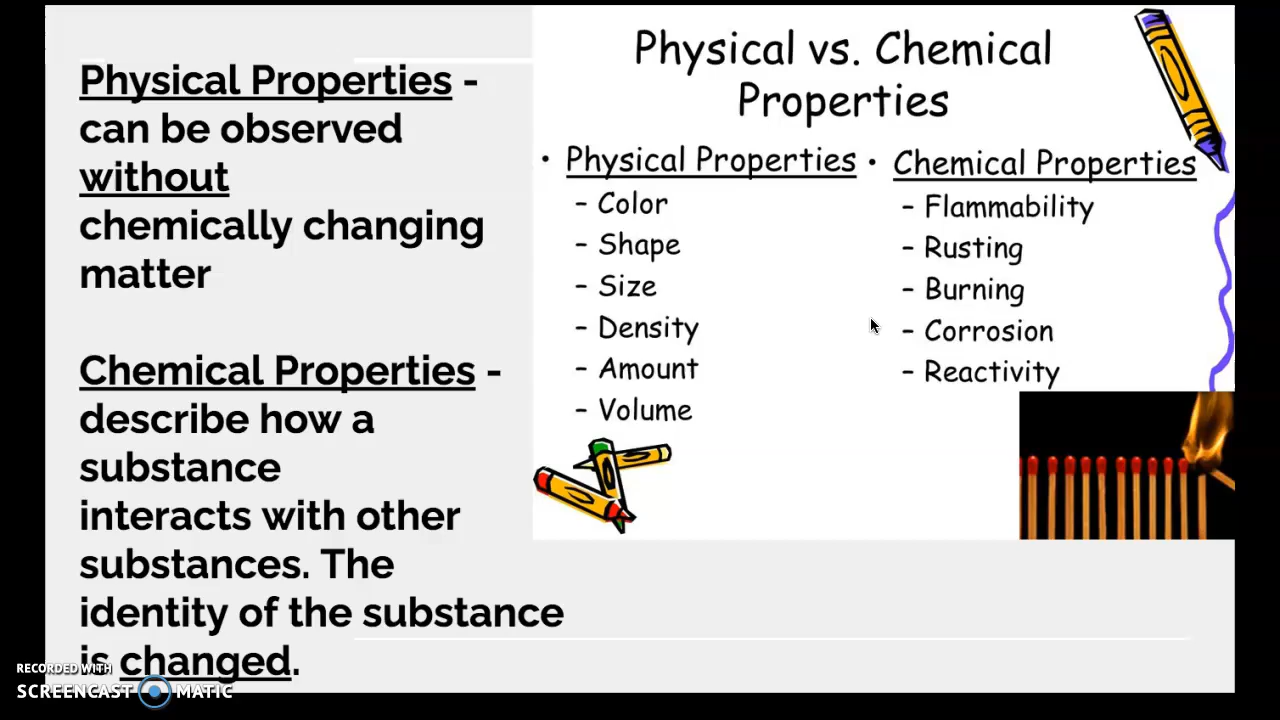 Physical Properties -
can be observed
without
chemically changing
matter
Chemical Properties -
describe how a
substance
interacts with other
substances. The
identity of the substance
is changed.
Physical vs. Chemical
Properties
• Physical Properties
– Color
– Shape
– Size
– Density
– Amount
– Volume
• Chemical Properties
– Flammability
– Rusting
– Burning
– Corrosion
– Reactivity
RECORDED WITH
SCREENCAST MATIC